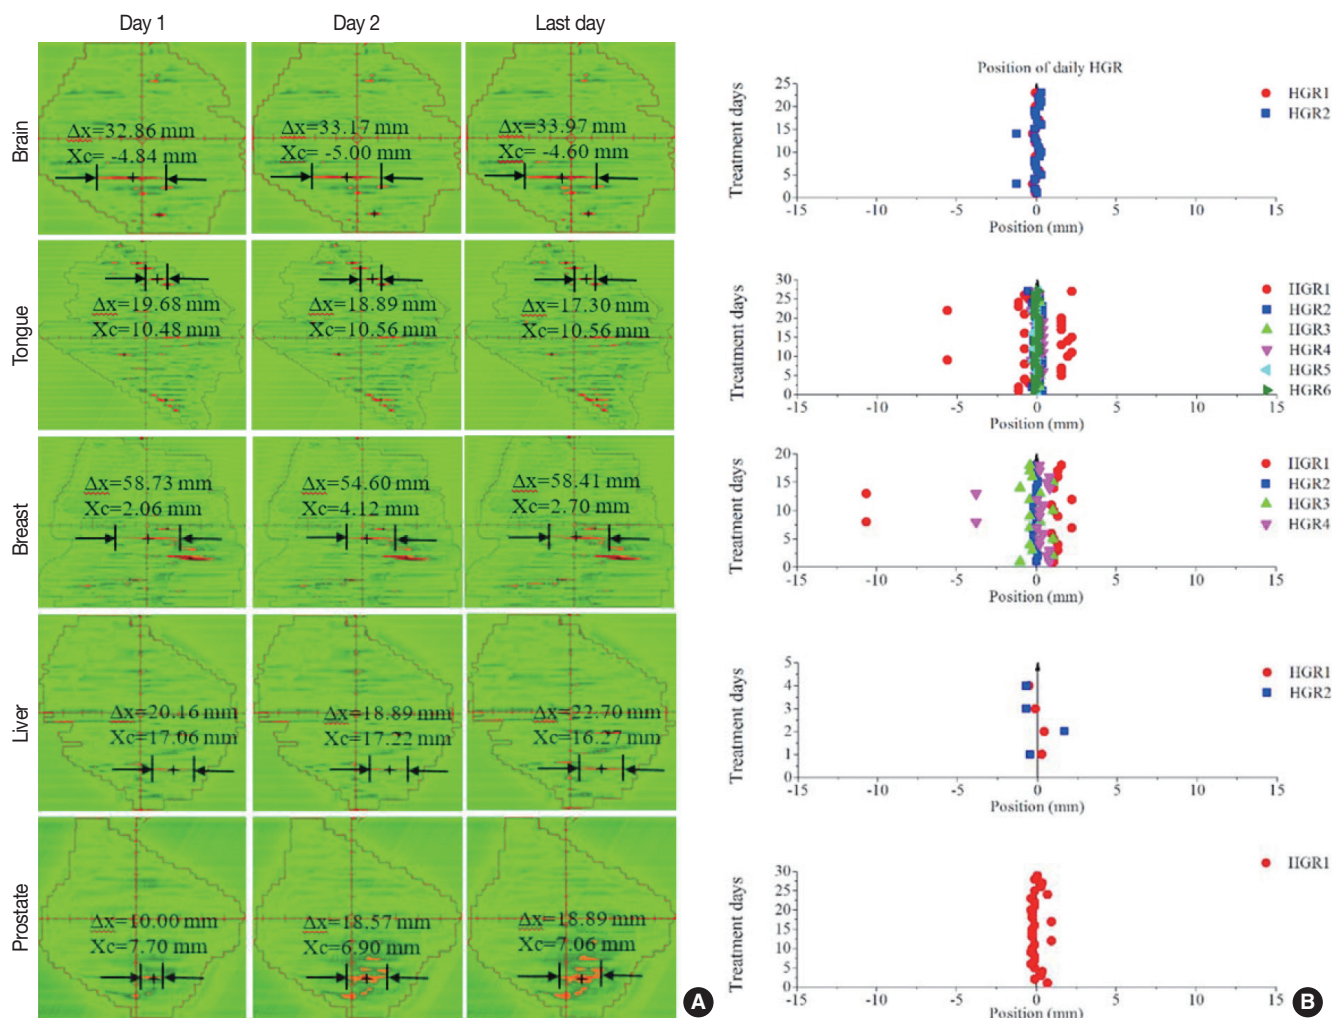 Day 1
Day 2
Last day
Brain
Δx=32.86 mm
Xc= -4.84 mm
Δx=33.17 mm
Xc= -5.00 mm
Δx=33.97 mm
Xc= -4.60 mm
Tongue
Δx=19.68 mm
Xc=10.48 mm
Δx=18.89 mm
Xc=10.56 mm
Δx=17.30 mm
Xc=10.56 mm
Breast
Δx=58.73 mm
Xc=2.06 mm
Δx=54.60 mm
Xc=4.12 mm
Δx=58.41 mm
Xc=2.70 mm
Liver
Δx=20.16 mm
Xc=17.06 mm
Δx=18.89 mm
Xc=17.22 mm
Δx=22.70 mm
Xc=16.27 mm
Prostate
Δx=10.00 mm
Xc=7.70 mm
Δx=18.57 mm
Xc=6.90 mm
Δx=18.89 mm
Xc=7.06 mm
A
Position of daily HGR
Treatment days
25
20
15
10
5
0
-15 -10 -5 0 5 10 15
Position (mm)
HGR1
HGR2
Treatment days
30
25
20
15
10
5
0
-15 -10 -5 0 5 10 15
Position (mm)
HGR1
HGR2
HGR3
HGR4
HGR5
HGR6
Treatment days
20
15
10
5
0
-15 -10 -5 0 5 10 15
Position (mm)
HGR1
HGR2
HGR3
HGR4
Treatment days
5
4
3
2
1
0
-15 -10 -5 0 5 10 15
Position (mm)
HGR1
HGR2
Treatment days
30
25
20
15
10
5
0
-15 -10 -5 0 5 10 15
Position (mm)
HGR1
B